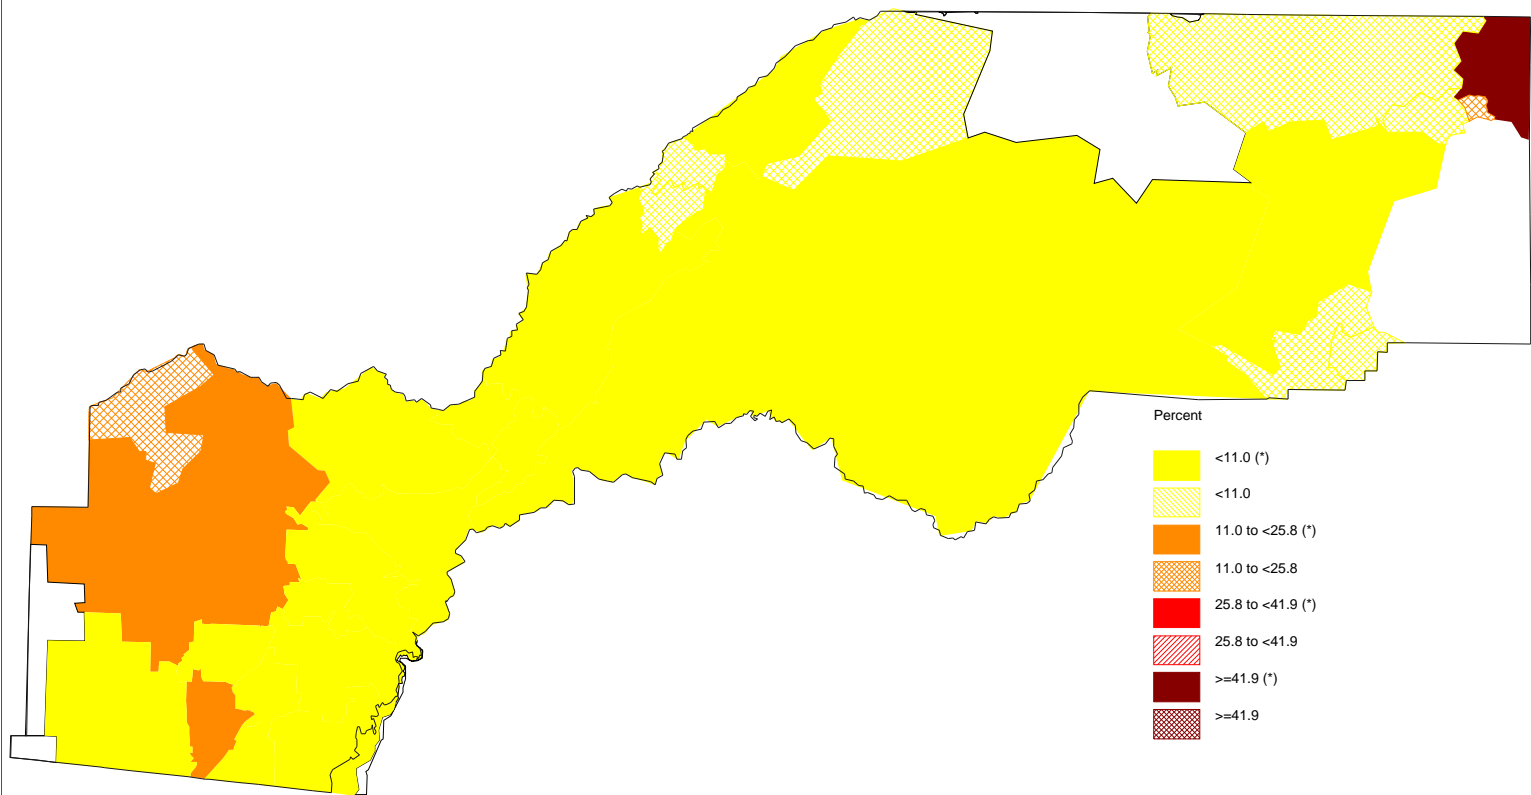 Percent
<11.0 (*)
<11.0
11.0 to <25.8 (*)
11.0 to <25.8
25.8 to <41.9 (*)
25.8 to <41.9
>=41.9 (*)
>=41.9